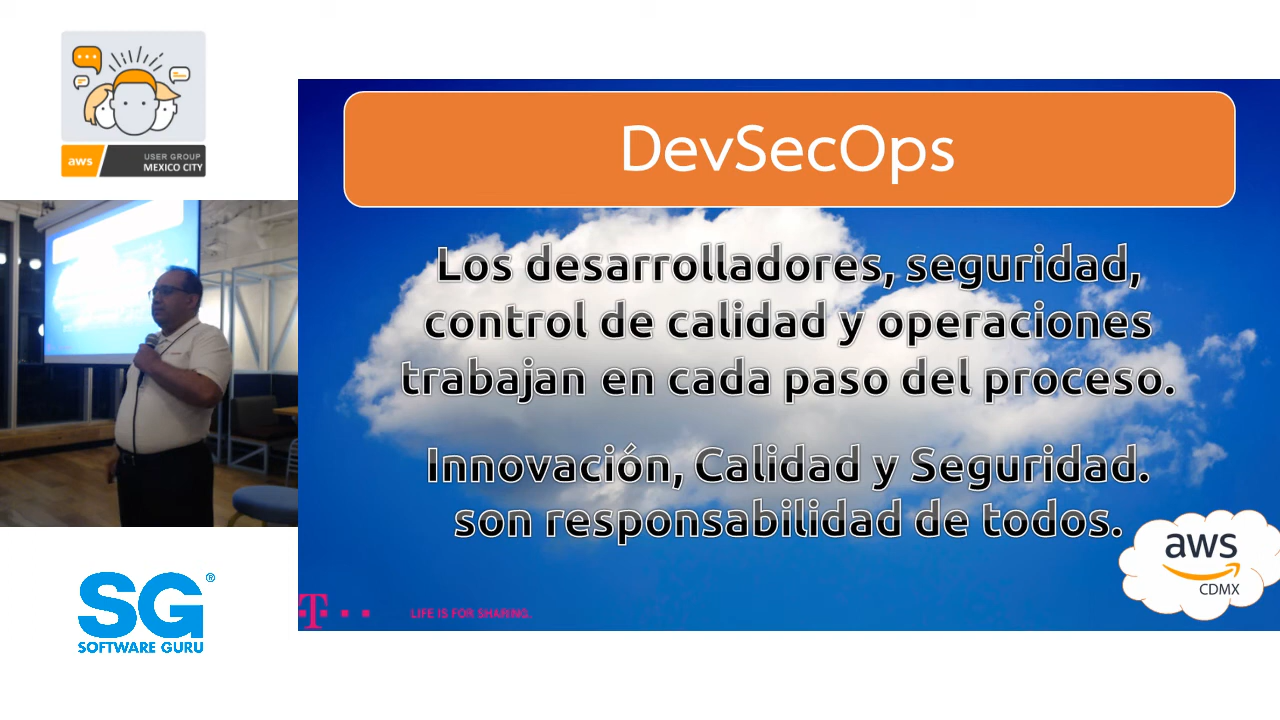 aws
USER GROUP
MEXICO CITY
DevSecOps
Los desarrolladores, seguridad,
control de calidad y operaciones
trabajan en cada paso del proceso.
Innovación, Calidad y Seguridad.
son responsabilidad de todos.
aws
CDMX
T
LIFE IS FOR SHARING.
SG®
SOFTWARE GURU